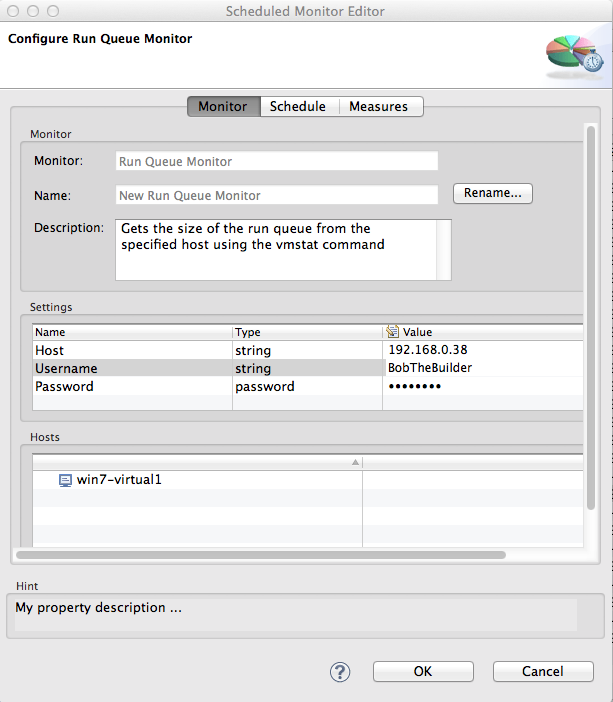 Scheduled Monitor Editor
Configure Run Queue Monitor
Monitor Schedule Measures
Monitor
Monitor: Run Queue Monitor
Name: New Run Queue Monitor Rename...
Description: Gets the size of the run queue from the
specified host using the vmstat command
Settings
Name Type Value
Host string 192.168.0.38
Username string BobTheBuilder
Password password ••••••••
Hosts
win7-virtual1
Hint
My property description ...
? OK Cancel